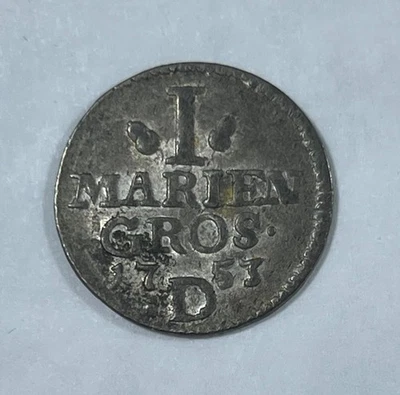 I
MARIEN
GROS.
1753
D